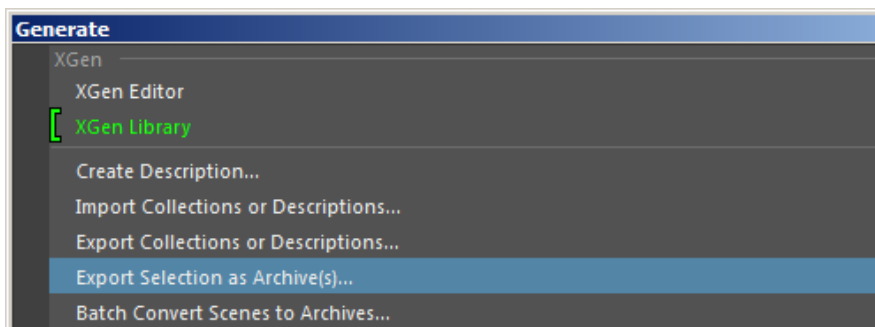 Generate
XGen
XGen Editor
XGen Library
Create Description...
Import Collections or Descriptions...
Export Collections or Descriptions...
Export Selection as Archive(s)...
Batch Convert Scenes to Archives...